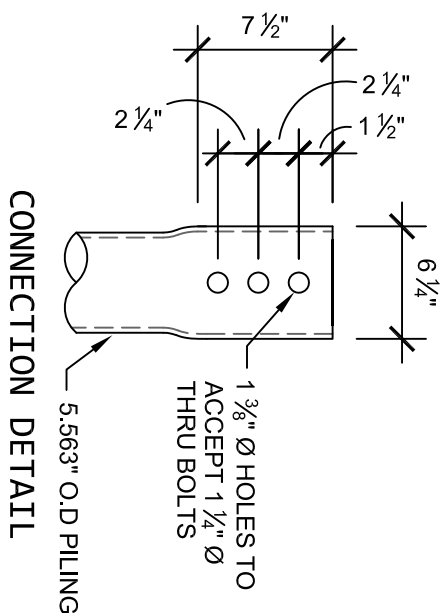 7 ½"
2 ¼"
2 ¼"
1 ½"
6 ¼"
1 ⅜" Ø HOLES TO
ACCEPT 1 ¼" Ø
THRU BOLTS
5.563" O.D PILING
CONNECTION DETAIL